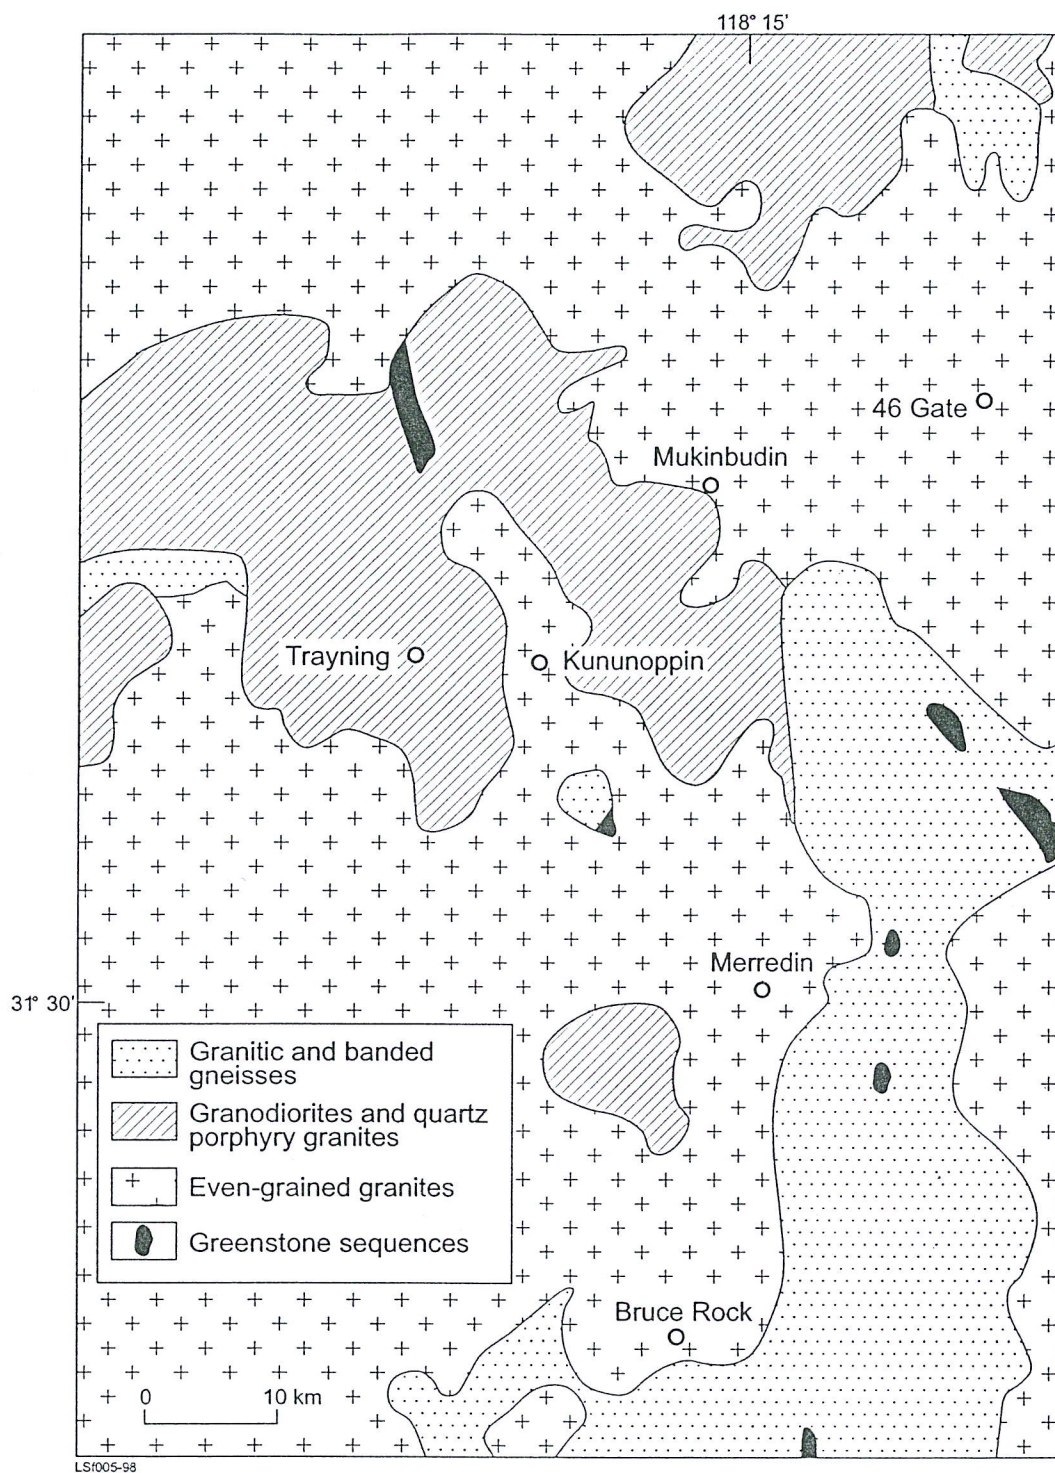 118° 15'
46 Gate
Mukinbudin
Trayning
Kununoppin
Merredin
31° 30'
Granitic and banded
gneisses
Granodiorites and quartz
porphyry granites
Even-grained granites
Greenstone sequences
Bruce Rock
0 10 km
LSf005-98